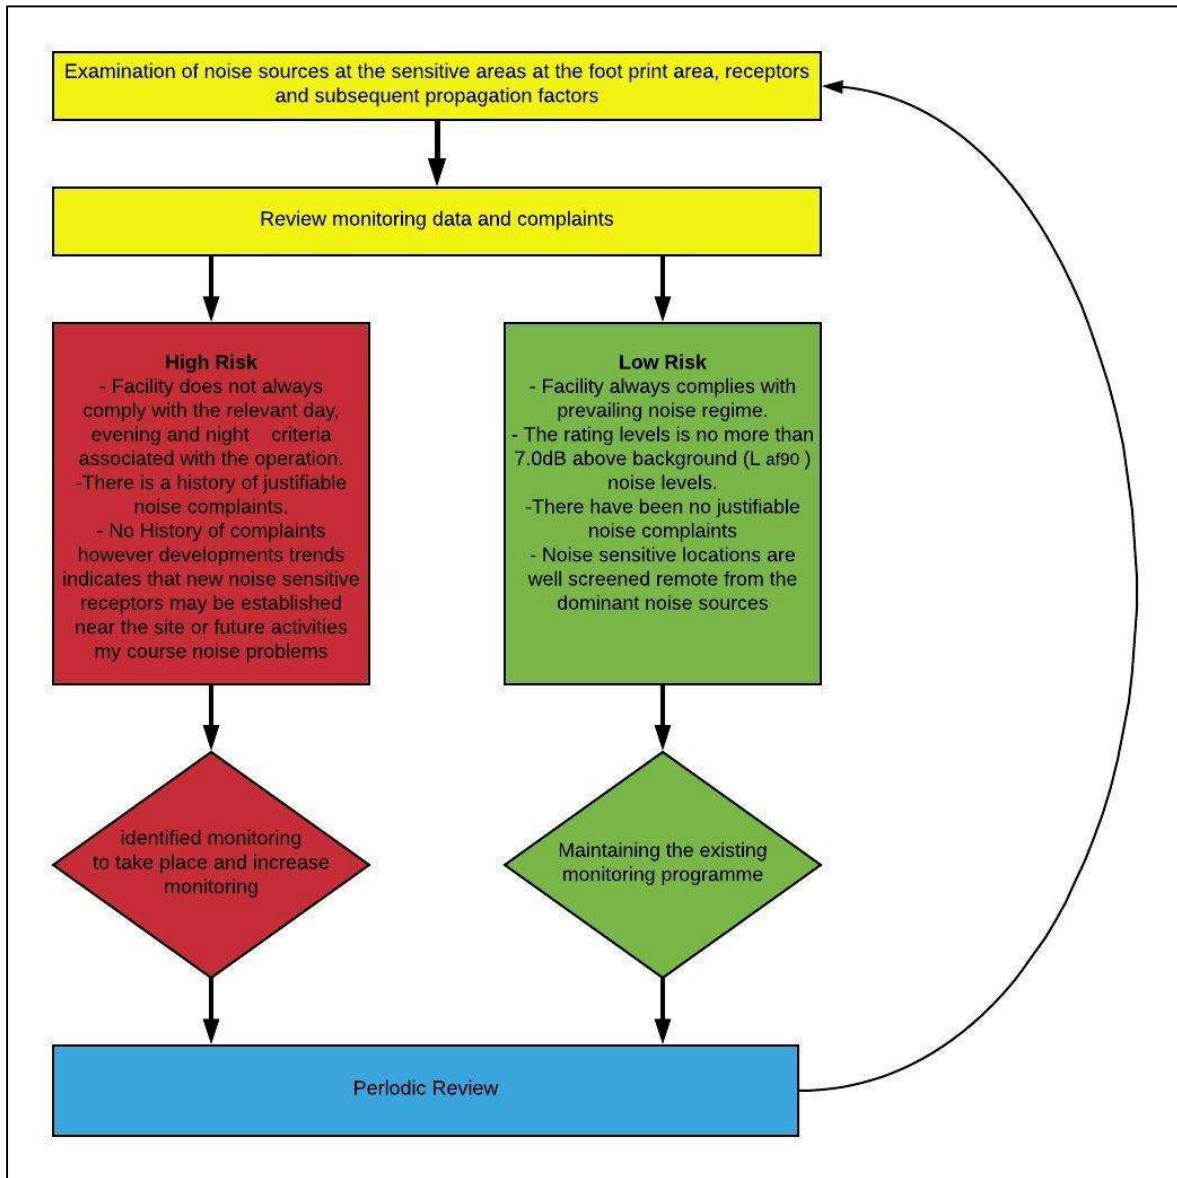 Examination of noise sources at the sensitive areas at the foot print area, receptors
and subsequent propagation factors
Review monitoring data and complaints
High Risk
- Facility does not always
comply with the relevant day,
evening and night criteria
associated with the operation.
-There is a history of justifiable
noise complaints.
- No History of complaints
however developments trends
indicates that new noise sensitive
receptors may be established
near the site or future activities
my course noise problems
Low Risk
- Facility always complies with
prevailing noise regime.
- The rating levels is no more than
7.0dB above background (L af90 )
noise levels.
-There have been no justifiable
noise complaints
- Noise sensitive locations are
well screened remote from the
dominant noise sources
identified monitoring
to take place and increase
monitoring
Maintaining the existing
monitoring programme
Perlodic Review